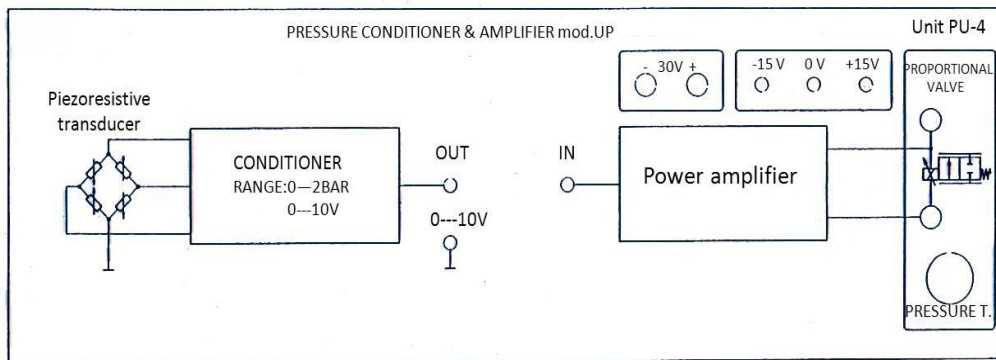 PRESSURE CONDITIONER & AMPLIFIER mod.UP
Unit PU-4
- 30V +
-15 V 0 V +15V
PROPORTIONAL
VALVE
Piezoresistive
transducer
CONDITIONER
RANGE:0—2BAR
0---10V
OUT
0---10V
IN
Power amplifier
PRESSURE T.